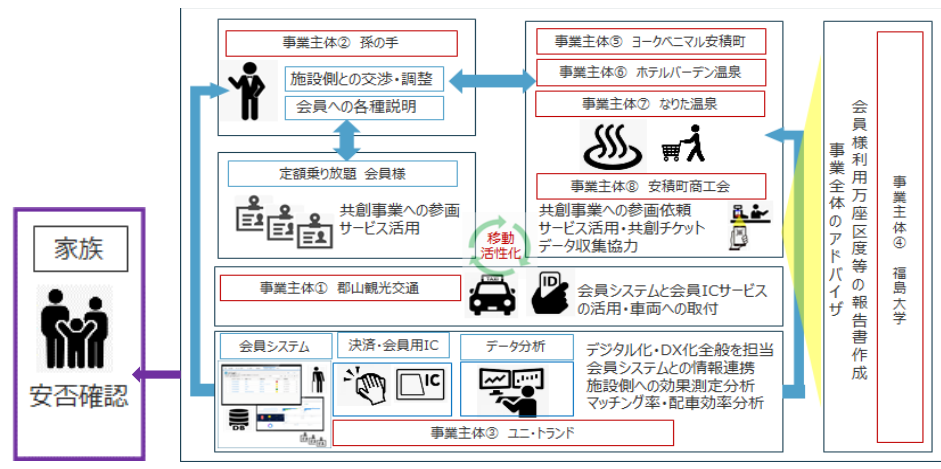 事業主体② 孫の手
施設側との交渉・調整
会員への各種説明
定額乗り放題 会員様
共創事業への参画
サービス活用
事業主体⑤ ヨークベニマル安積町
事業主体⑥ ホテルバーデン温泉
事業主体⑦ なりた温泉
事業主体⑧ 安積町商工会
共創事業への参画依頼
サービス活用・共創チケット
データ収集協力
移動
活性化
事業主体① 郡山観光交通
TAXI
ID
会員システムと会員ICサービス
の活用・車両への取付
会員システム
DB
決済・会員用IC
IC
データ分析
デジタル化・DX化全般を担当
会員システムとの情報連携
施設側への効果測定分析
マッチング率・配車効率分析
事業主体③ ユニ・トランド
家族
安否確認
事業主体④ 福島大学
会員様利用万座区度等の報告書作成
事業全体のアドバイザ